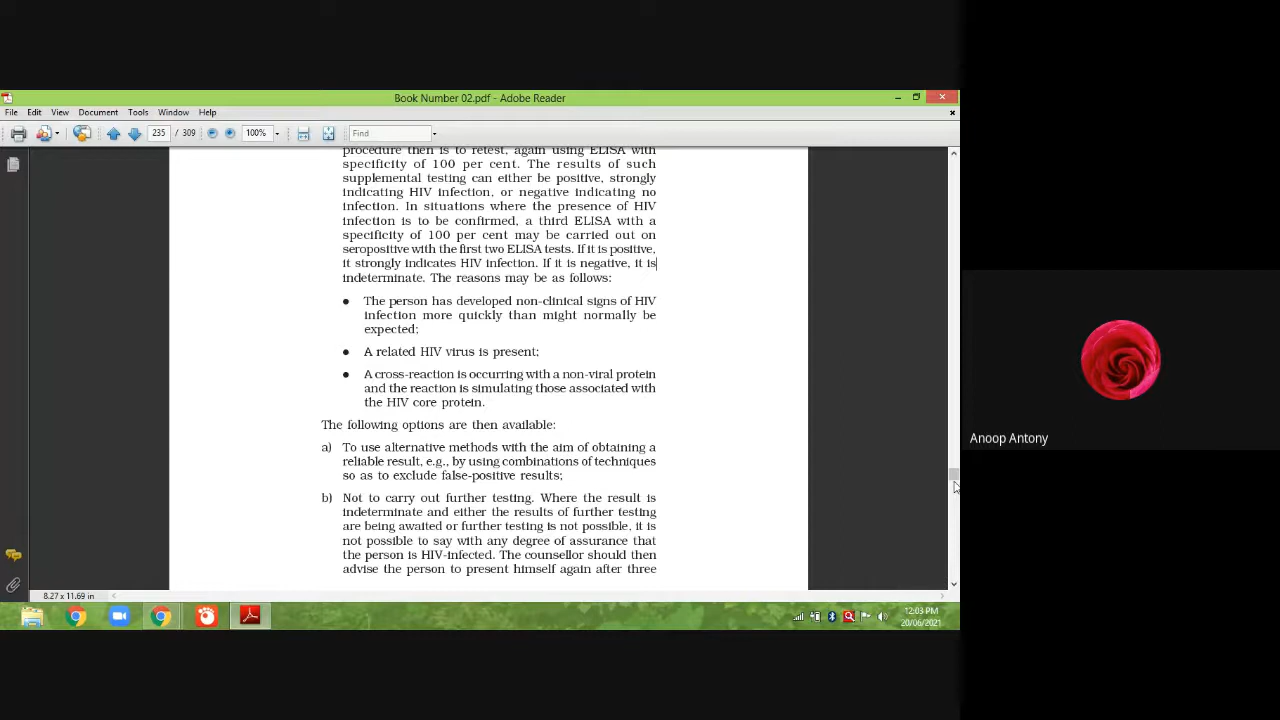 Book Number 02.pdf - Adobe Reader
File Edit View Document Tools Window Help
235 / 309 100% Find
procedure then is to retest, again using ELISA with
specificity of 100 per cent. The results of such
supplemental testing can either be positive, strongly
indicating HIV infection, or negative indicating no
infection. In situations where the presence of HIV
infection is to be confirmed, a third ELISA with a
specificity of 100 per cent may be carried out on
seropositive with the first two ELISA tests. If it is positive,
it strongly indicates HIV infection. If it is negative, it is
indeterminate. The reasons may be as follows:
● The person has developed non-clinical signs of HIV
infection more quickly than might normally be
expected;
● A related HIV virus is present;
● A cross-reaction is occurring with a non-viral protein
and the reaction is simulating those associated with
the HIV core protein.
The following options are then available:
a) To use alternative methods with the aim of obtaining a
reliable result, e.g., by using combinations of techniques
so as to exclude false-positive results;
b) Not to carry out further testing. Where the result is
indeterminate and either the results of further testing
are being awaited or further testing is not possible, it is
not possible to say with any degree of assurance that
the person is HIV-infected. The counsellor should then
advise the person to present himself again after three
8.27 x 11.69 in
12:03 PM
20/06/2021
Anoop Antony